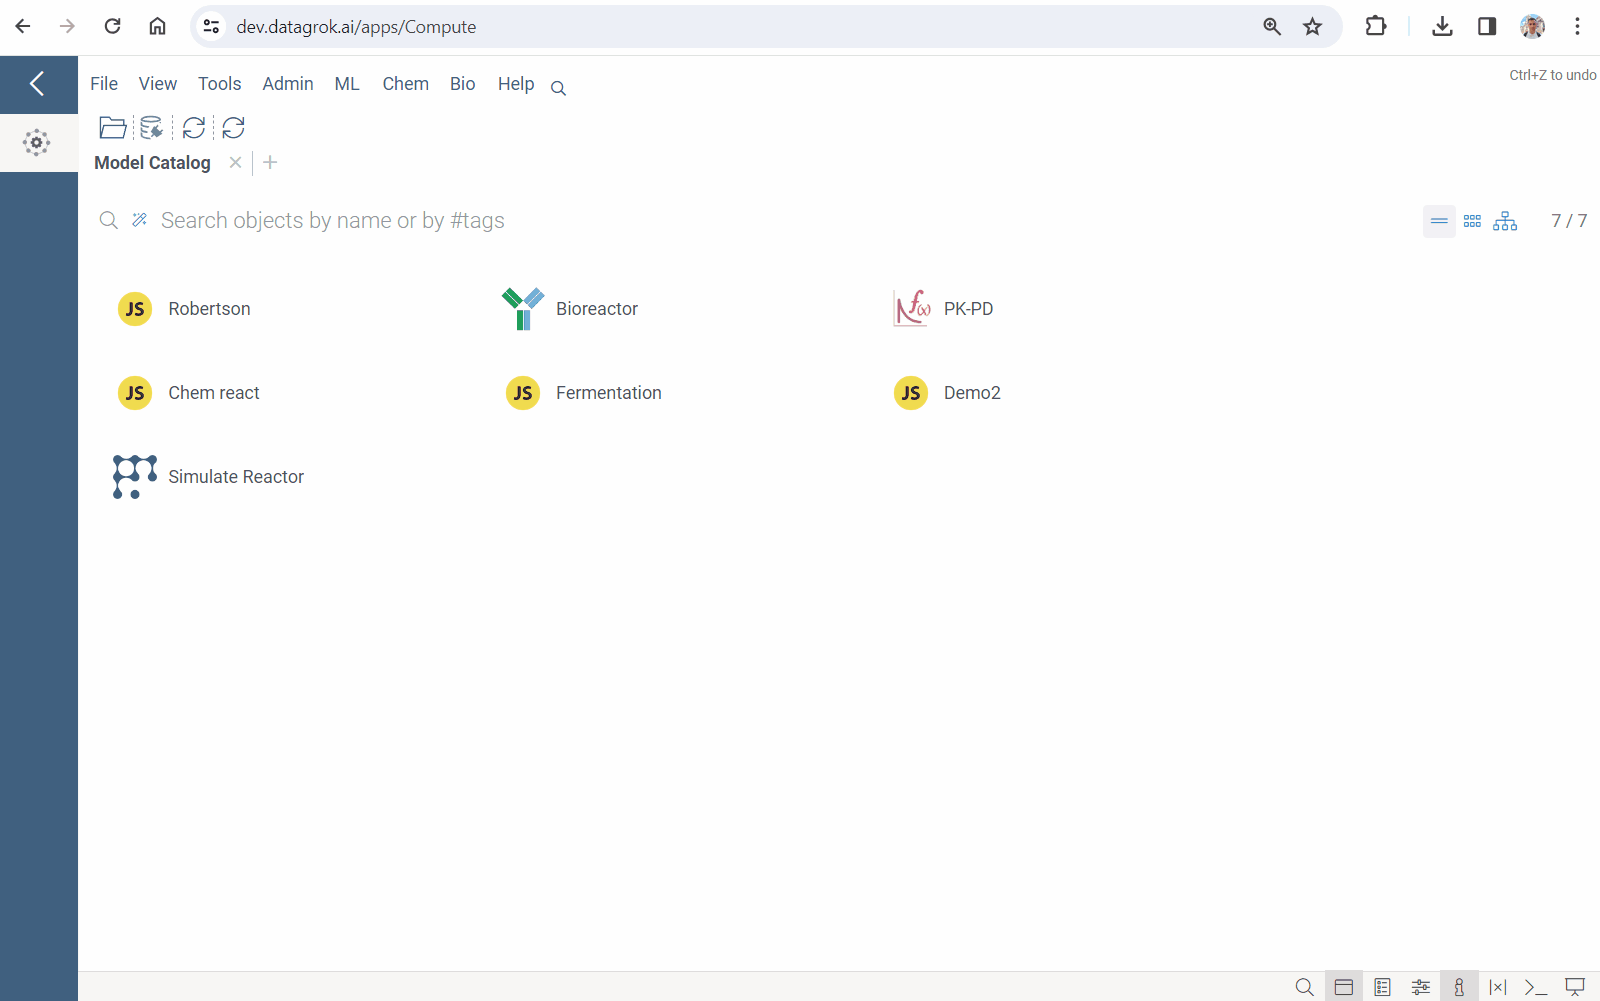 dev.datagrok.ai/apps/Compute
File View Tools Admin ML Chem Bio Help
Ctrl+Z to undo
Model Catalog
Search objects by name or by #tags
7 / 7
JS Robertson
Bioreactor
f(x) PK-PD
JS Chem react
JS Fermentation
JS Demo2
Simulate Reactor